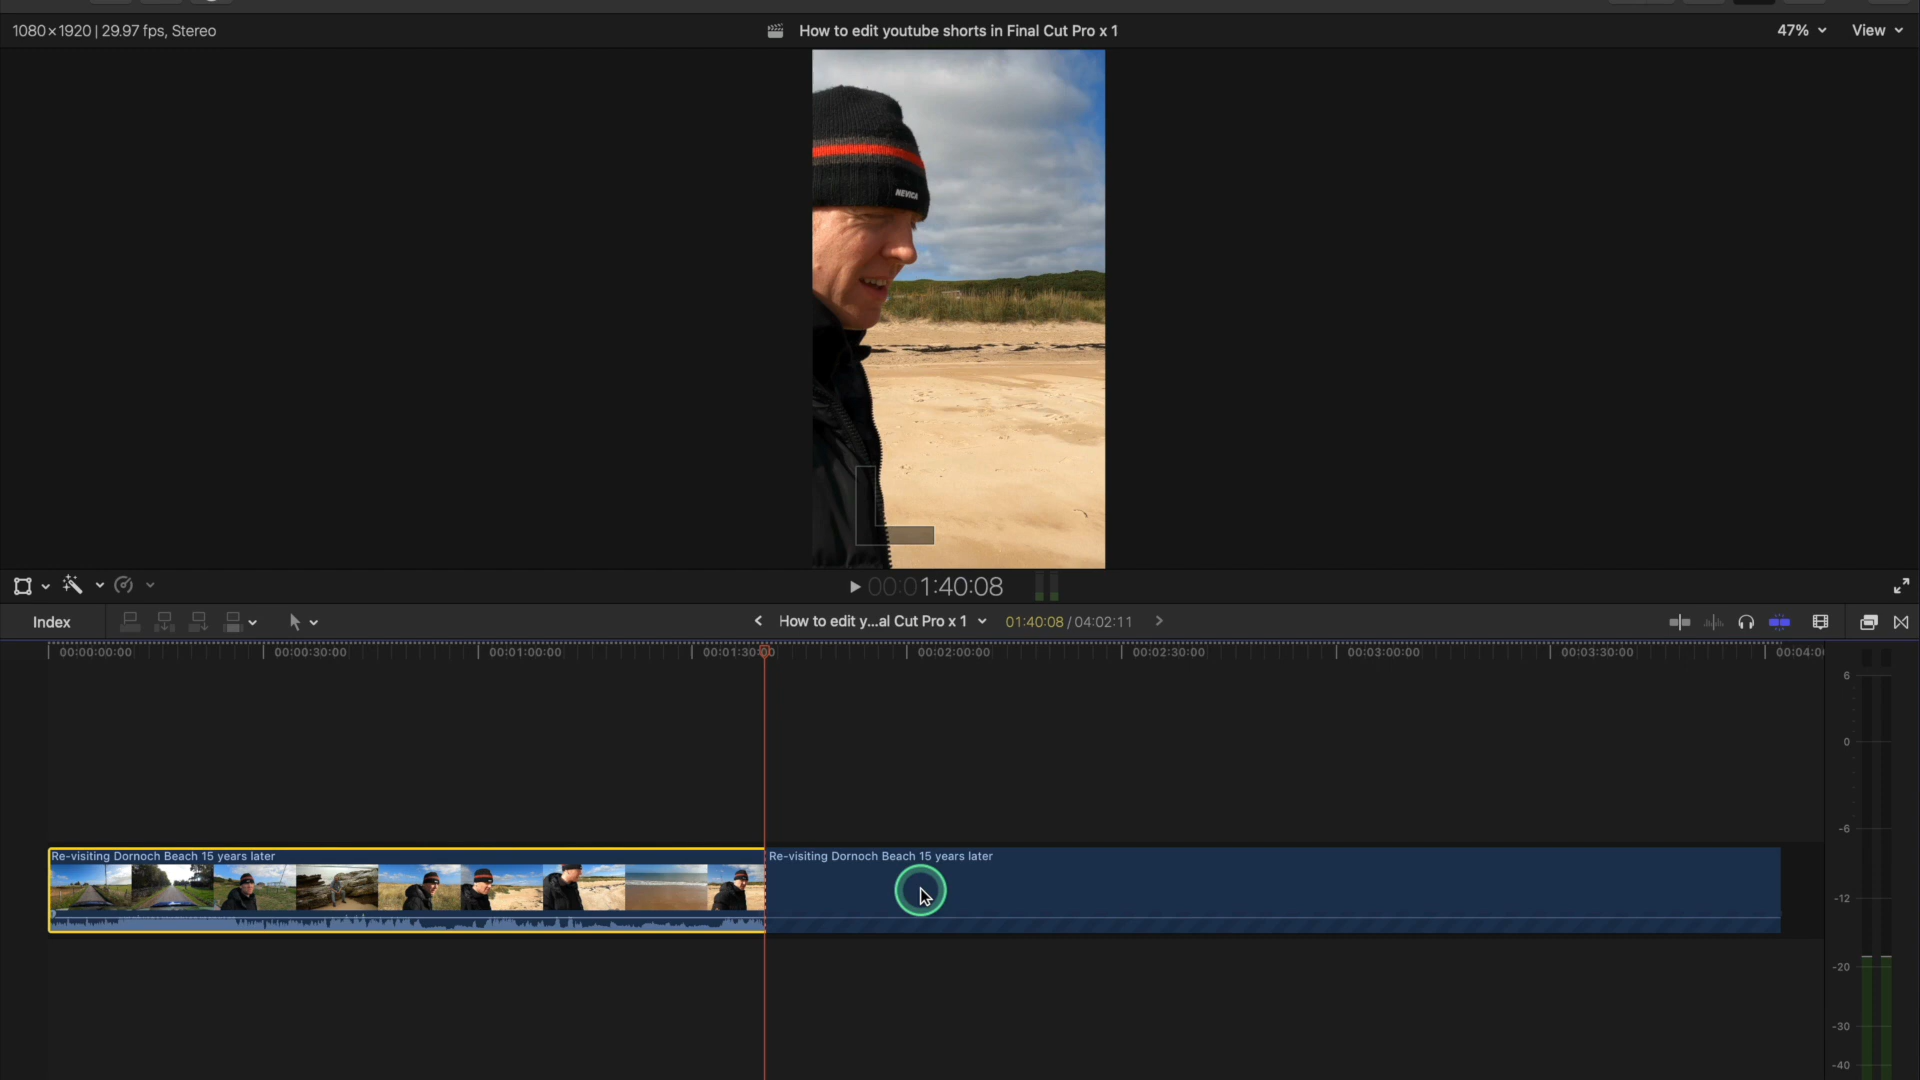 1080×1920 | 29.97 fps, Stereo
How to edit youtube shorts in Final Cut Pro x 1
47%
View
NEVICA
00:01:40:08
Index
How to edit y...al Cut Pro x 1
01:40:08 / 04:02:11
00:00:00:00
00:00:30:00
00:01:00:00
00:01:30:00
00:02:00:00
00:02:30:00
00:03:00:00
00:03:30:00
00:04:0
Re-visiting Dornoch Beach 15 years later
Re-visiting Dornoch Beach 15 years later
6
0
-6
-12
-20
-30
-40